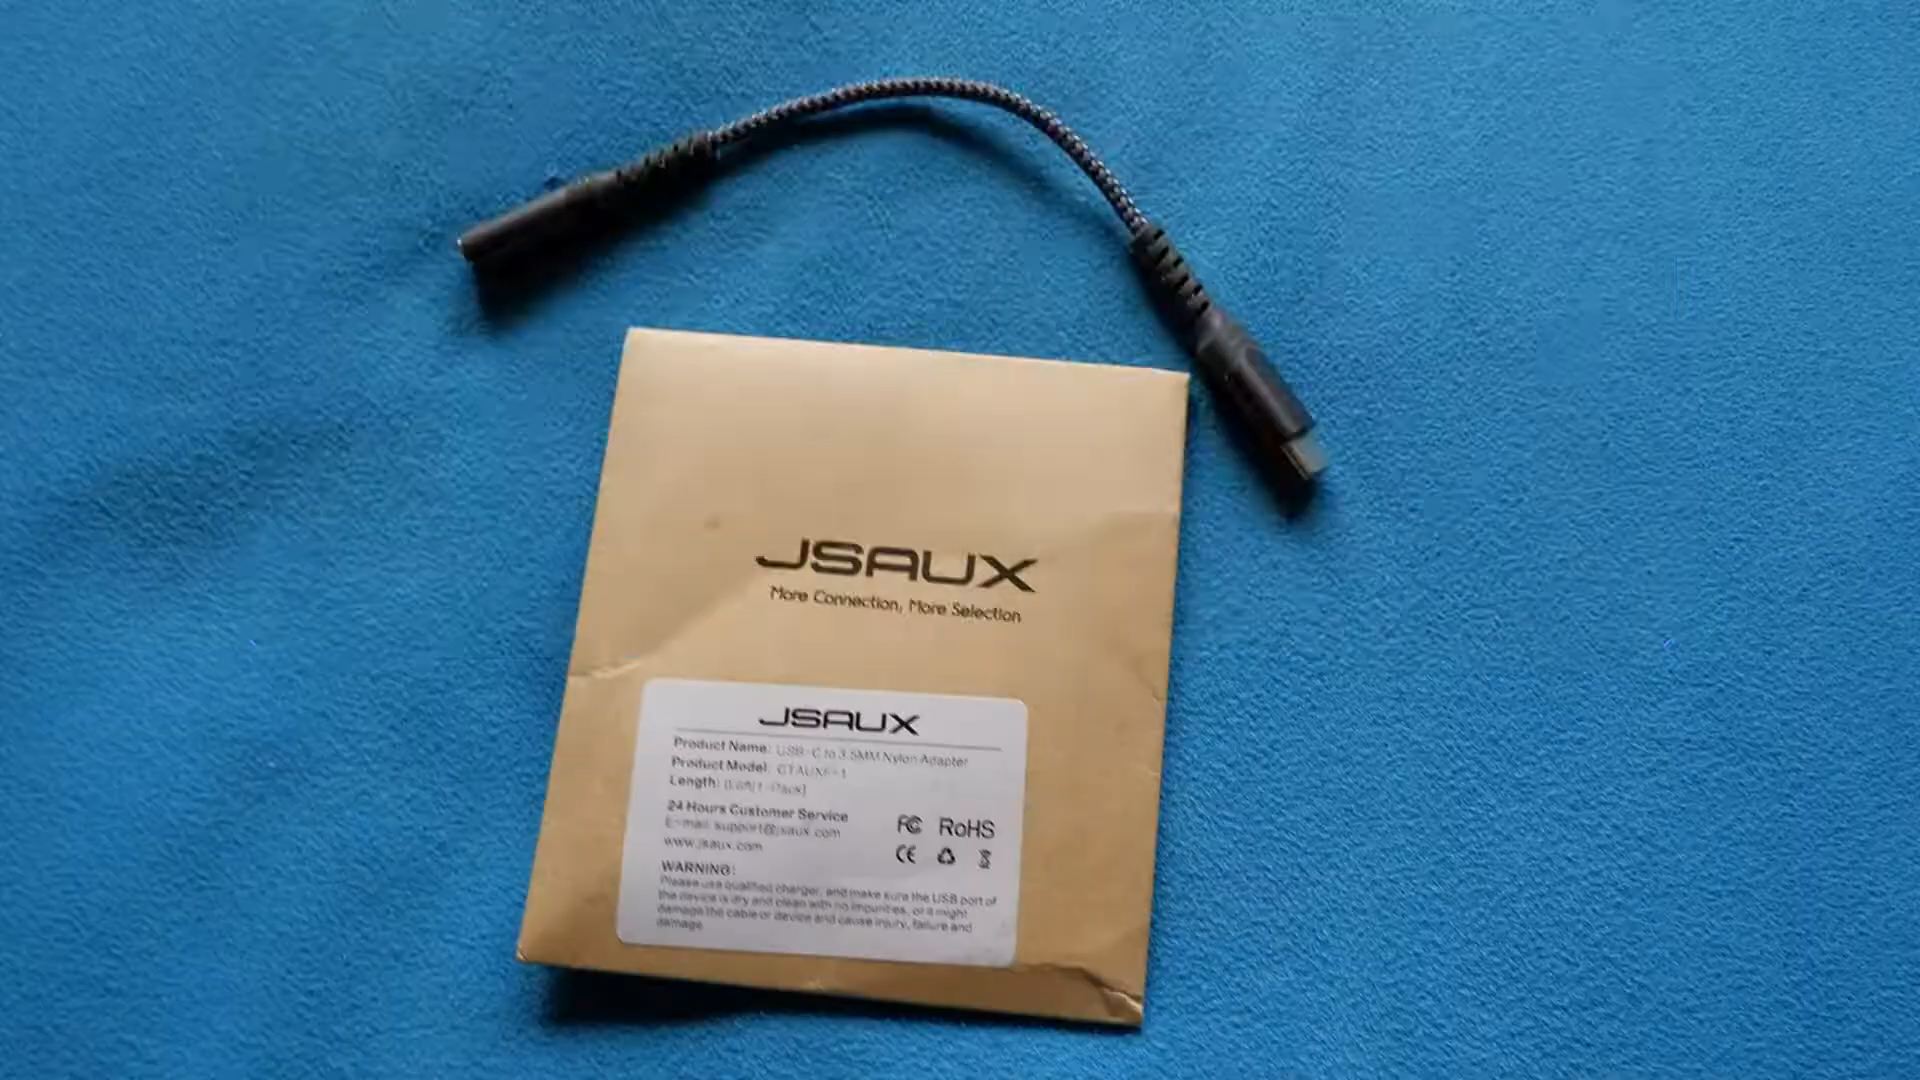 JSAUX
More Connection, More Selection
JSAUX
Product Name: USB-C to 3.5MM Nylon Adapter
Product Model:
Length:
24 Hours Customer Service
E-mail: support@jsaux.com
www.jsaux.com
FC RoHS
CE
WARNING:
Please use qualified charger, and make sure the USB port of
the device is dry and clean with no impurities, or it might
damage the cable or device and cause injury, failure and
damage